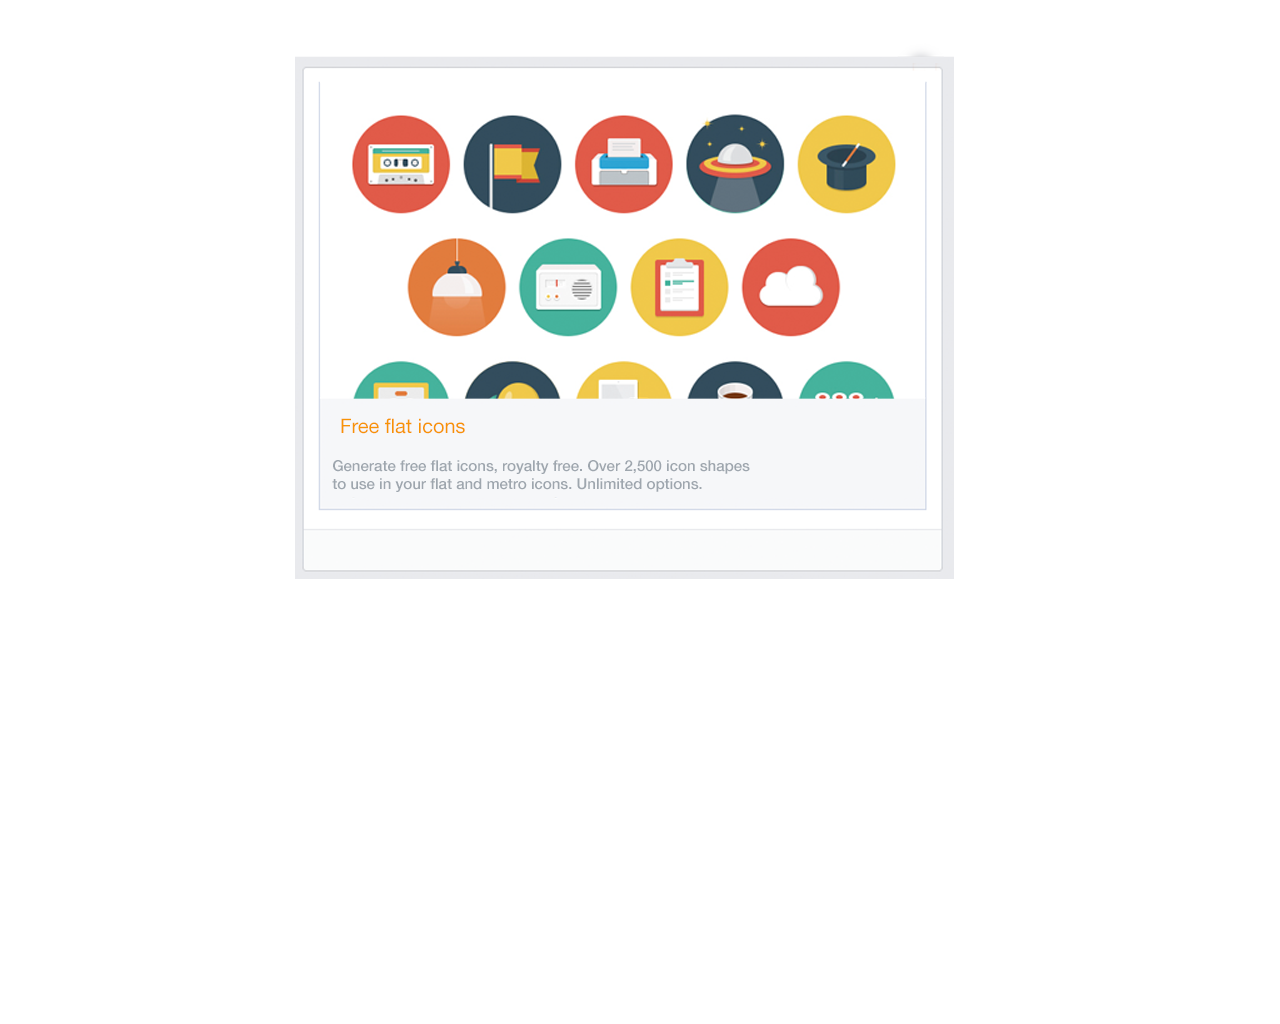 Free flat icons
Generate free flat icons, royalty free. Over 2,500 icon shapes
to use in your flat and metro icons. Unlimited options.